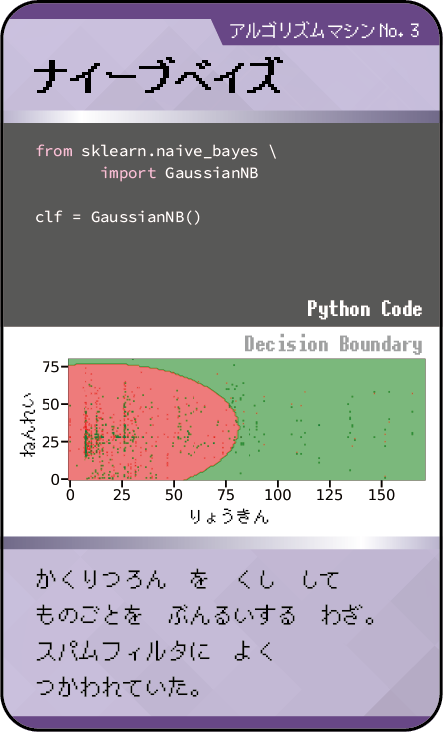 アルゴリズムマシンNo.3
ナイーブベイズ
from sklearn.naive_bayes \
import GaussianNB
clf = GaussianNB()
Python Code
Decision Boundary
75
50
25
0
ねんれい
0 25 50 75 100 125 150
りょうきん
かくりつろん を くし して
ものごとを ぶんるいする わざ。
スパムフィルタに よく
つかわれていた。